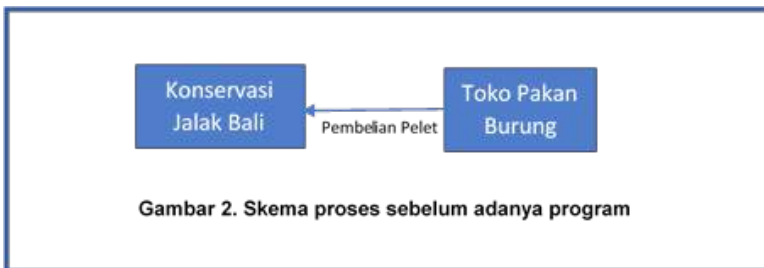 Konservasi
Jalak Bali
Pembelian Pelet
Toko Pakan
Burung
Gambar 2. Skema proses sebelum adanya program